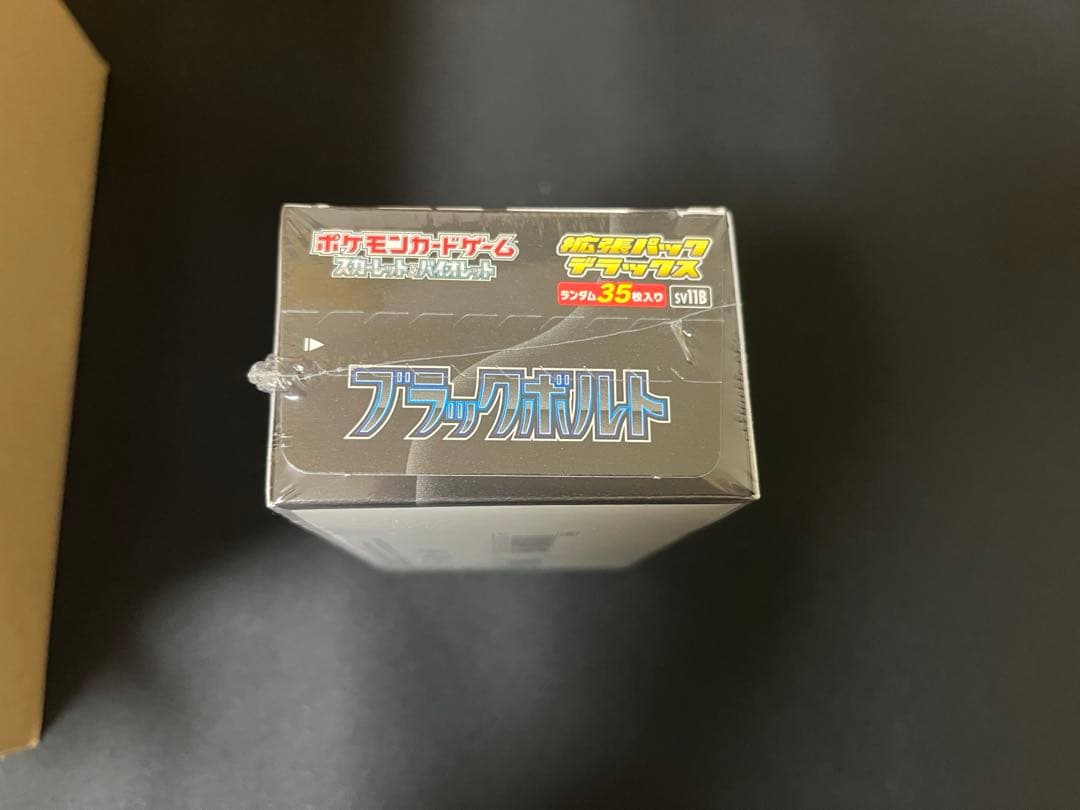 ポケモンカードゲーム
スカーレット&バイオレット
拡張パック
デラックス
ランダム35枚入り
SV11B
ブラックボルト